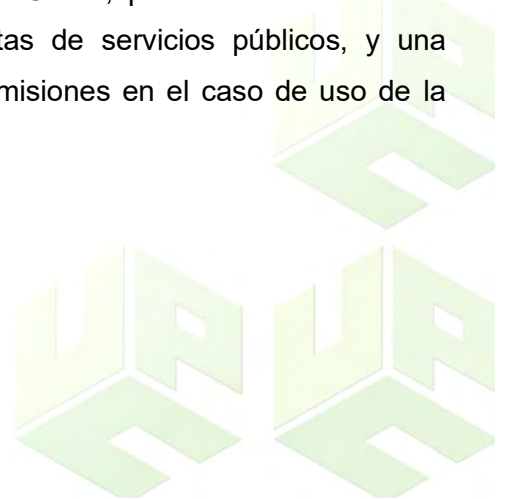 tas de servicios públicos, y una
misiones en el caso de uso de la